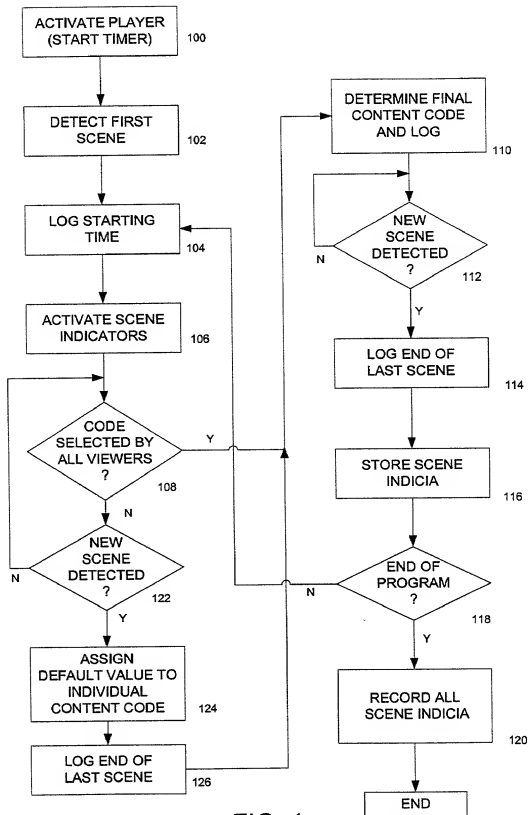 ACTIVATE PLAYER
(START TIMER)
100
DETECT FIRST
SCENE
102
LOG STARTING
TIME
104
ACTIVATE SCENE
INDICATORS
106
CODE
SELECTED BY
ALL VIEWERS
?
Y
108
N
NEW
SCENE
DETECTED
?
N
122
Y
ASSIGN
DEFAULT VALUE TO
INDIVIDUAL
CONTENT CODE
124
LOG END OF
LAST SCENE
126
DETERMINE FINAL
CONTENT CODE
AND LOG
110
NEW
SCENE
DETECTED
?
N
112
Y
LOG END OF
LAST SCENE
114
STORE SCENE
INDICIA
116
END OF
PROGRAM
?
N
118
Y
RECORD ALL
SCENE INDICIA
120
END